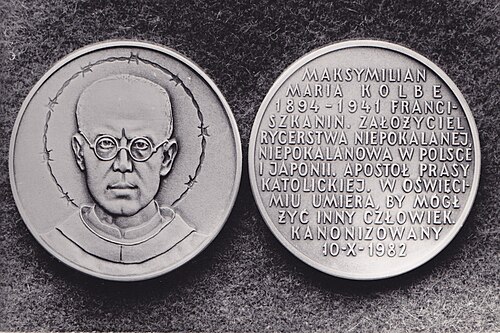 MAKSYMILIAN
MARIA KOLBE
1894-1941 FRANCI-
SZKANIN. ZAŁOŻYCIEL
RYCERSTWA NIEPOKALANEJ,
NIEPOKALANOWA W POLSCE
I JAPONII. APOSTOŁ PRASY
KATOLICKIEJ. W OŚWIĘCI-
MIU UMIERA, BY MÓGŁ
ŻYĆ INNY CZŁOWIEK.
KANONIZOWANY
10-X-1982